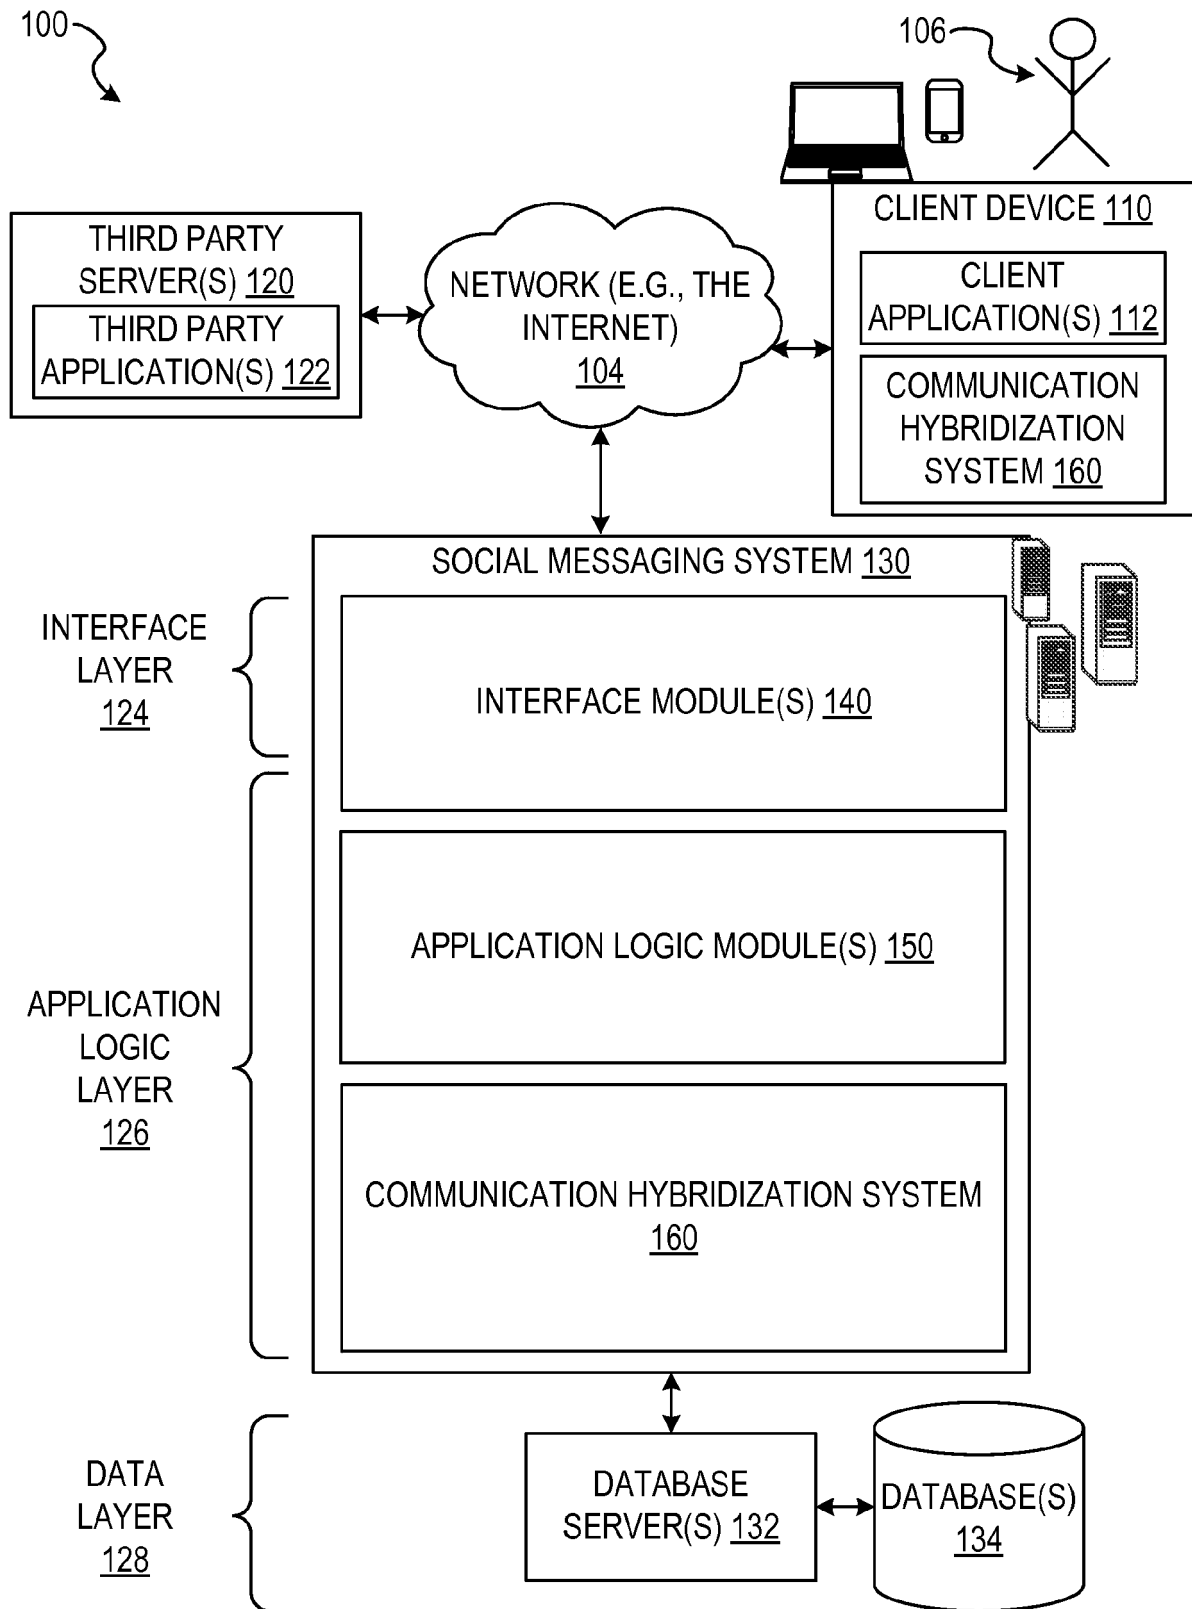 100
106
THIRD PARTY
SERVER(S) 120
THIRD PARTY
APPLICATION(S) 122
NETWORK (E.G., THE
INTERNET)
104
CLIENT DEVICE 110
CLIENT
APPLICATION(S) 112
COMMUNICATION
HYBRIDIZATION
SYSTEM 160
SOCIAL MESSAGING SYSTEM 130
INTERFACE
LAYER
124
INTERFACE MODULE(S) 140
APPLICATION LOGIC MODULE(S) 150
APPLICATION
LOGIC
LAYER
126
COMMUNICATION HYBRIDIZATION SYSTEM
160
DATA
LAYER
128
DATABASE
SERVER(S) 132
DATABASE(S)
134